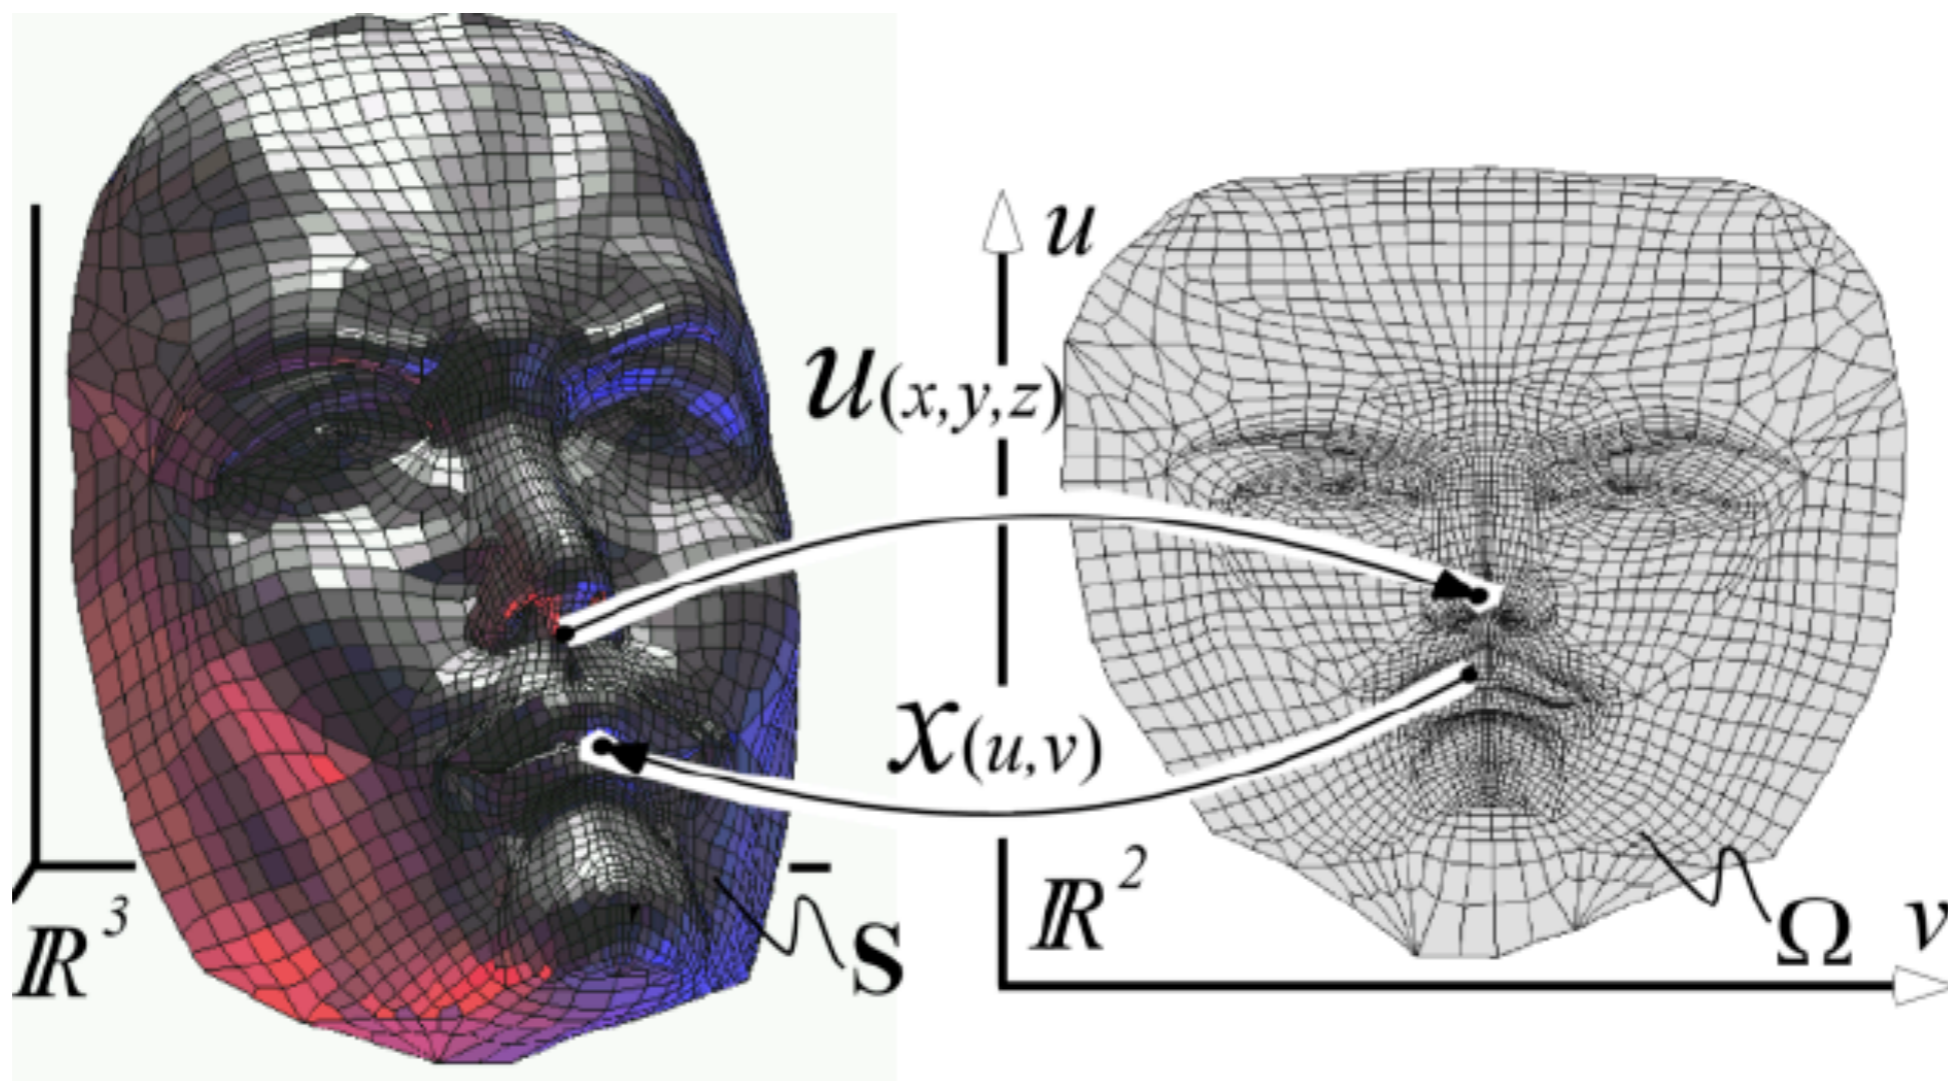 u
U(x,y,z)
x(u,v)
ℝ³
S
ℝ²
Ω
v